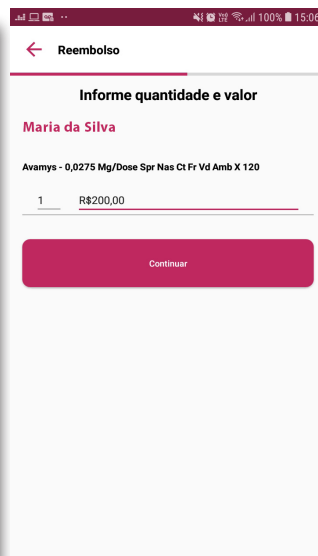 100% 15:06
Reembolso
Informe quantidade e valor
Maria da Silva
Avamys - 0,0275 Mg/Dose Spr Nas Ct Fr Vd Amb X 120
1 R$200,00
Continuar